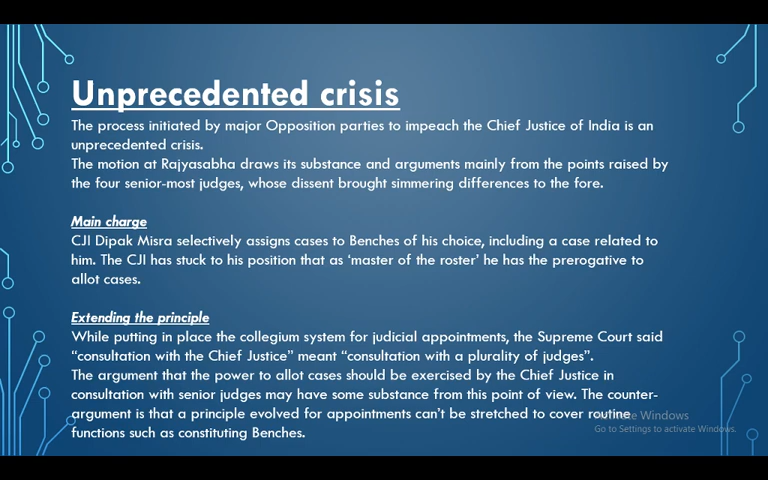 Unprecedented crisis
The process initiated by major Opposition parties to impeach the Chief Justice of India is an
unprecedented crisis.
The motion at Rajyasabha draws its substance and arguments mainly from the points raised by
the four senior-most judges, whose dissent brought simmering differences to the fore.
Main charge
CJI Dipak Misra selectively assigns cases to Benches of his choice, including a case related to
him. The CJI has stuck to his position that as ‘master of the roster’ he has the prerogative to
allot cases.
Extending the principle
While putting in place the collegium system for judicial appointments, the Supreme Court said
“consultation with the Chief Justice” meant “consultation with a plurality of judges”.
The argument that the power to allot cases should be exercised by the Chief Justice in
consultation with senior judges may have some substance from this point of view. The counter-
argument is that a principle evolved for appointments can’t be stretched to cover routine
functions such as constituting Benches.
Activate Windows
Go to Settings to activate Windows.